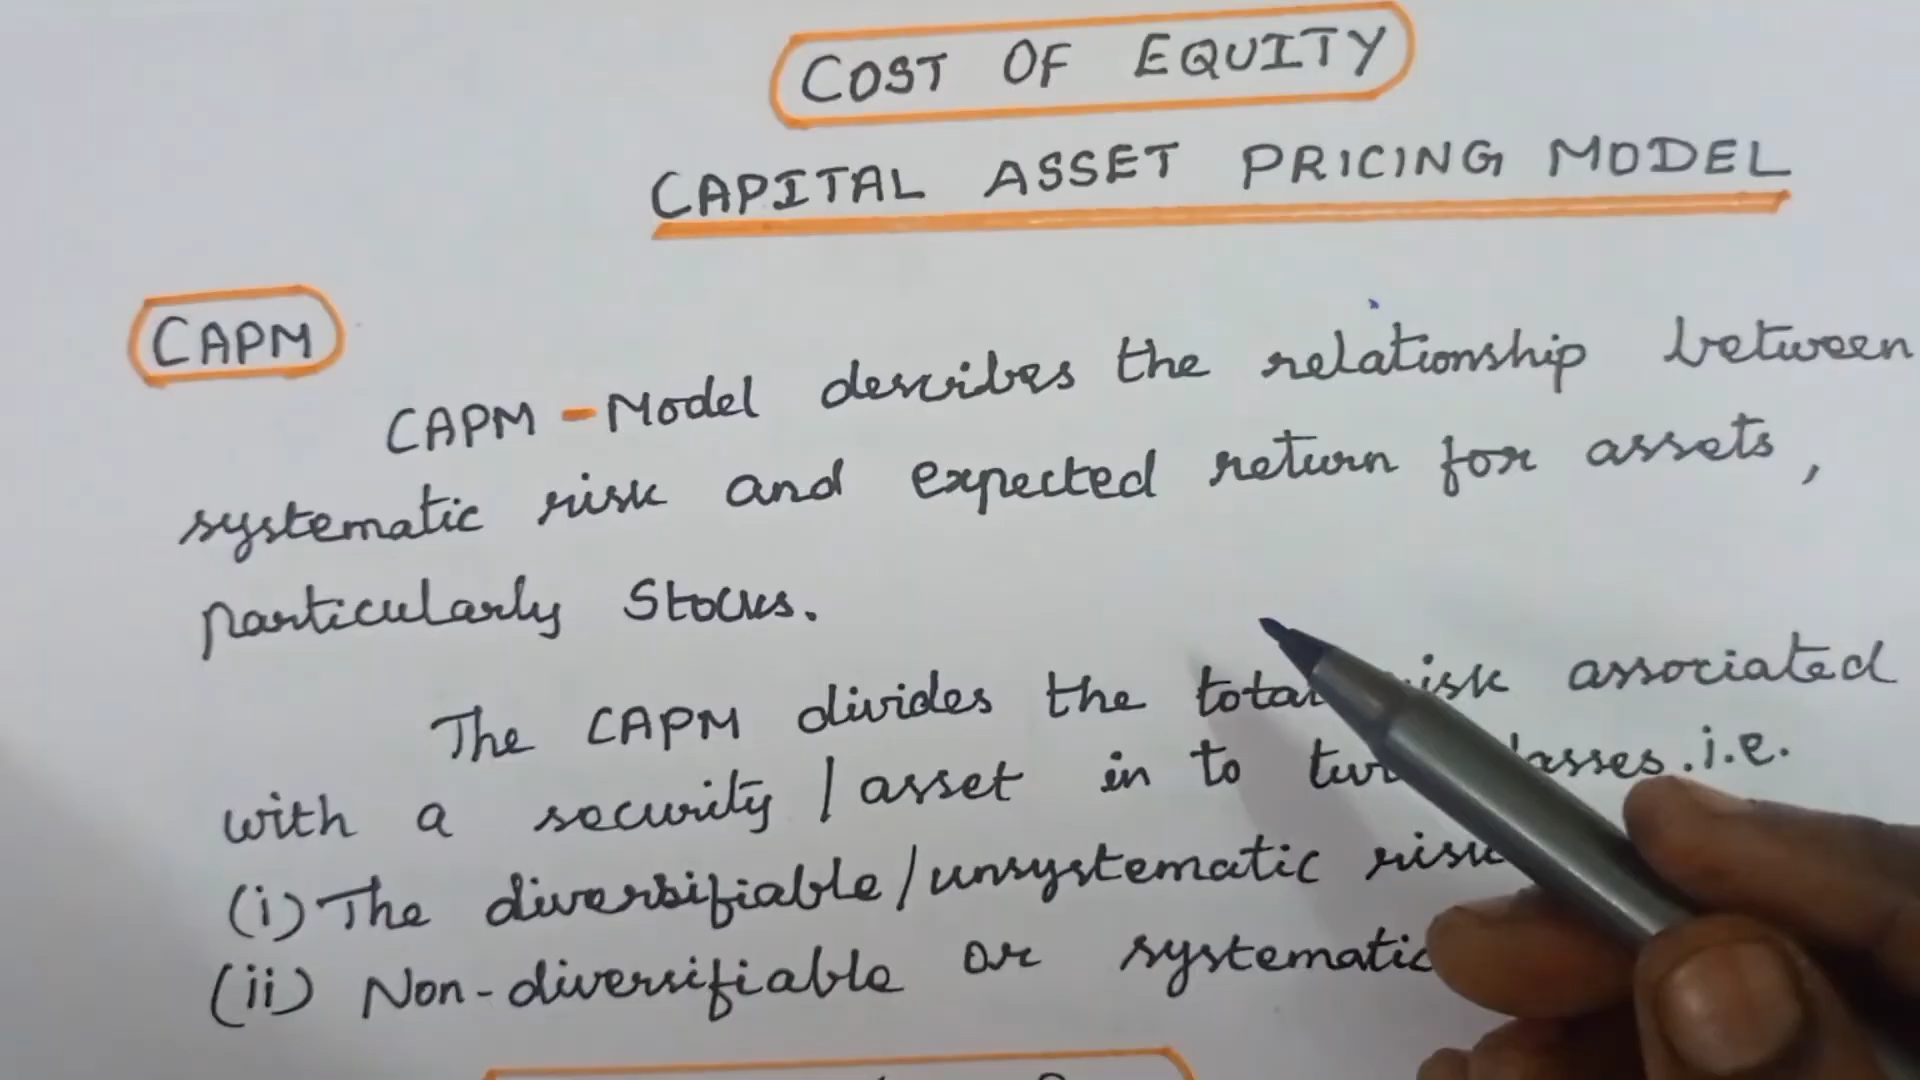 COST OF EQUITY
CAPITAL ASSET PRICING MODEL
CAPM
CAPM - Model describes the relationship between
systematic risk and expected return for assets,
particularly Stocks.
The CAPM divides the total risk associated
with a security / asset in to two classes. i.e.
(i) The diversifiable / unsystematic risk
(ii) Non-diversifiable or systematic